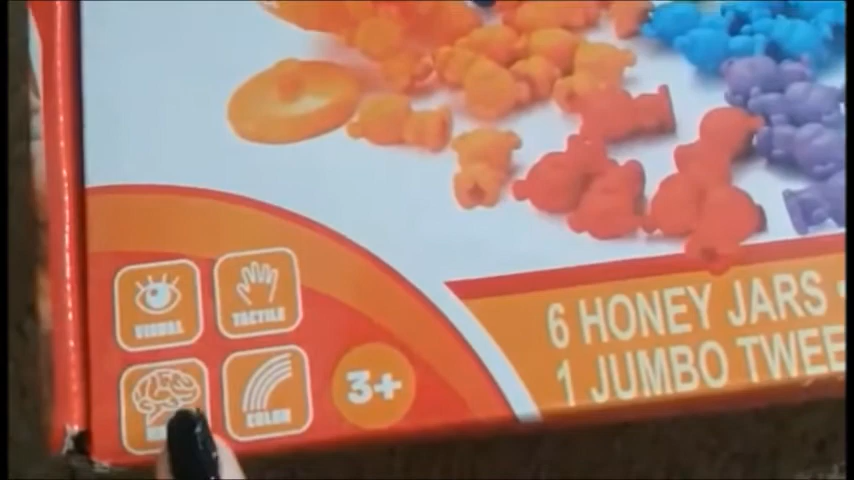 VISUAL
TACTILE
COLOR
3+
6 HONEY JARS
1 JUMBO TWEE